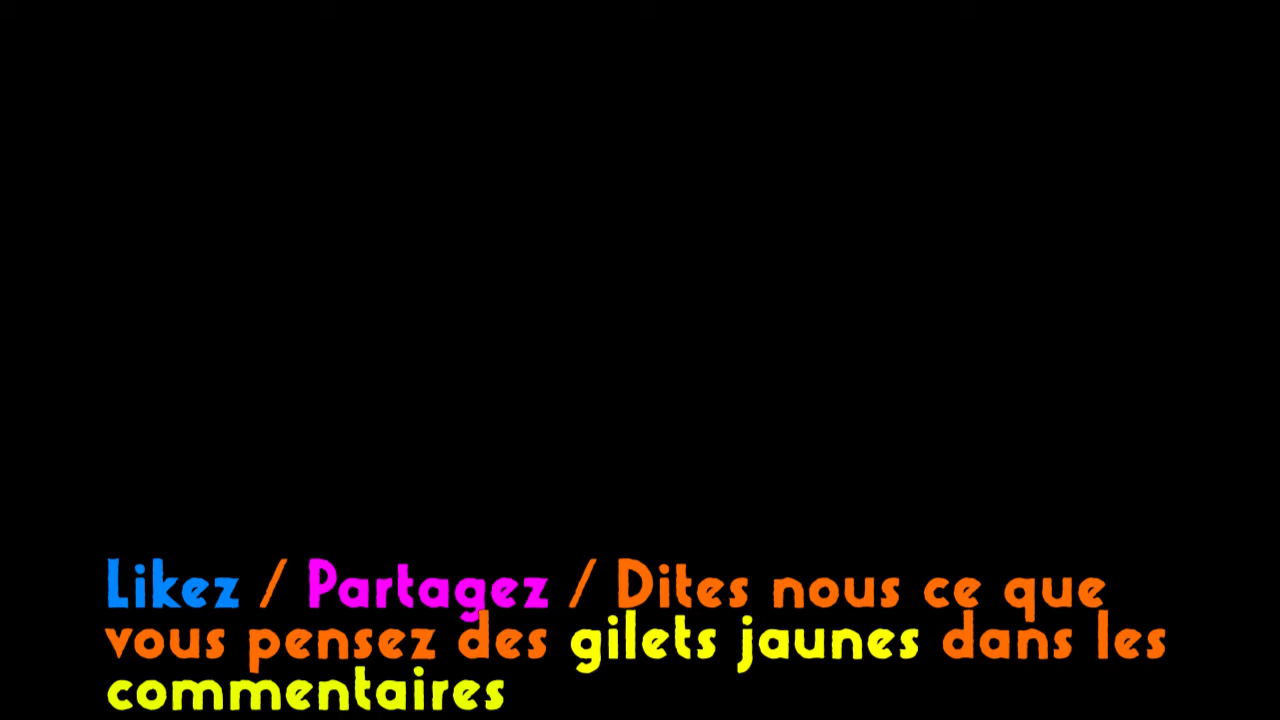 Likez / Partagez / Dites nous ce que
vous pensez des gilets jaunes dans les
commentaires